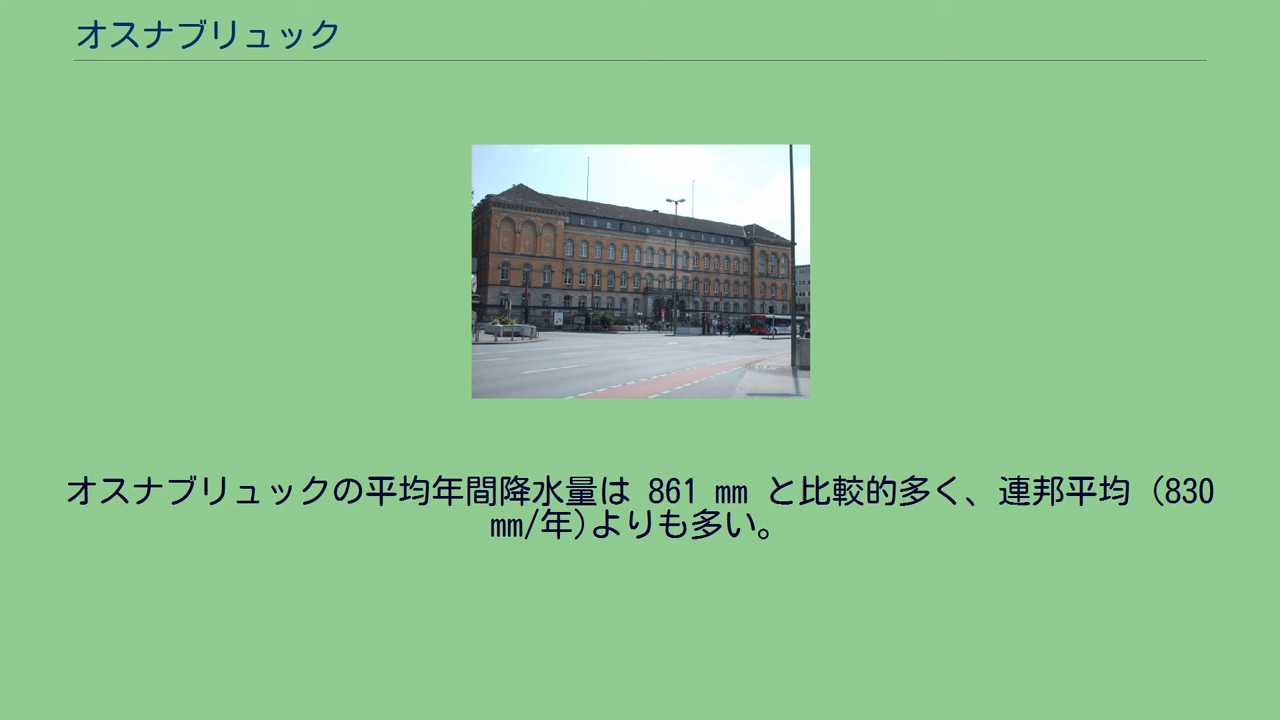 オスナブリュック
オスナブリュックの平均年間降水量は 861 mm と比較的多く、連邦平均 (830
mm/年)よりも多い。